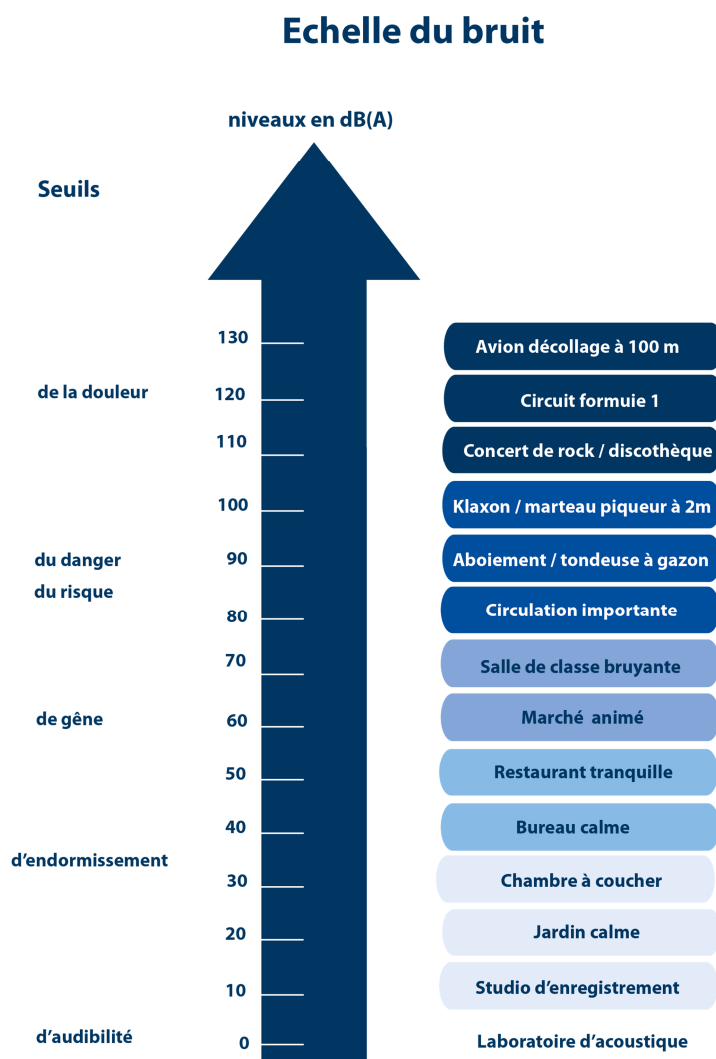 Echelle du bruit
niveaux en dB(A)
Seuils
130
Avion décollage à 100 m
de la douleur
120
Circuit formuie 1
110
Concert de rock / discothèque
100
Klaxon / marteau piqueur à 2m
du danger
90
Aboiement / tondeuse à gazon
du risque
80
Circulation importante
70
Salle de classe bruyante
de gêne
60
Marché animé
50
Restaurant tranquille
40
Bureau calme
d’endormissement
30
Chambre à coucher
20
Jardin calme
10
Studio d’enregistrement
d’audibilité
0
Laboratoire d’acoustique